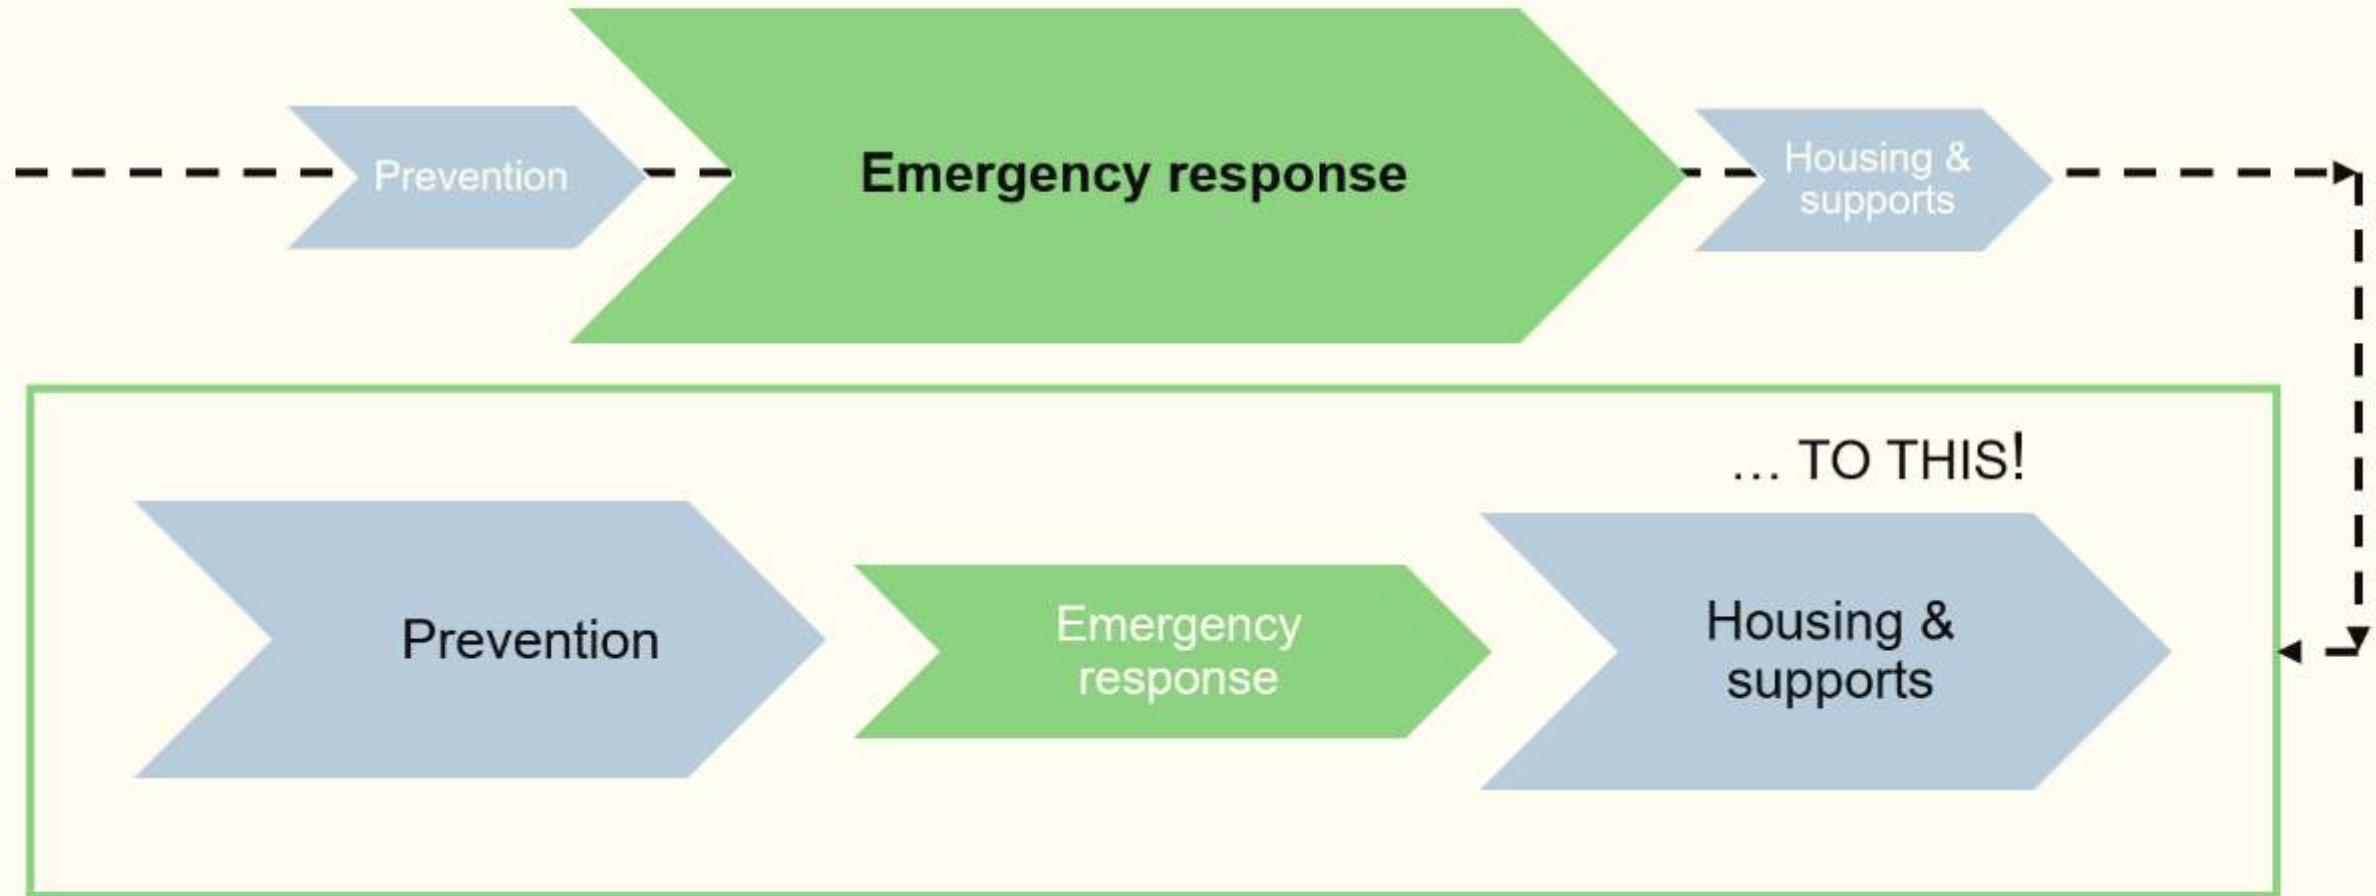 Prevention
Emergency response
Housing &
supports
... TO THIS!
Prevention
Emergency
response
Housing &
supports